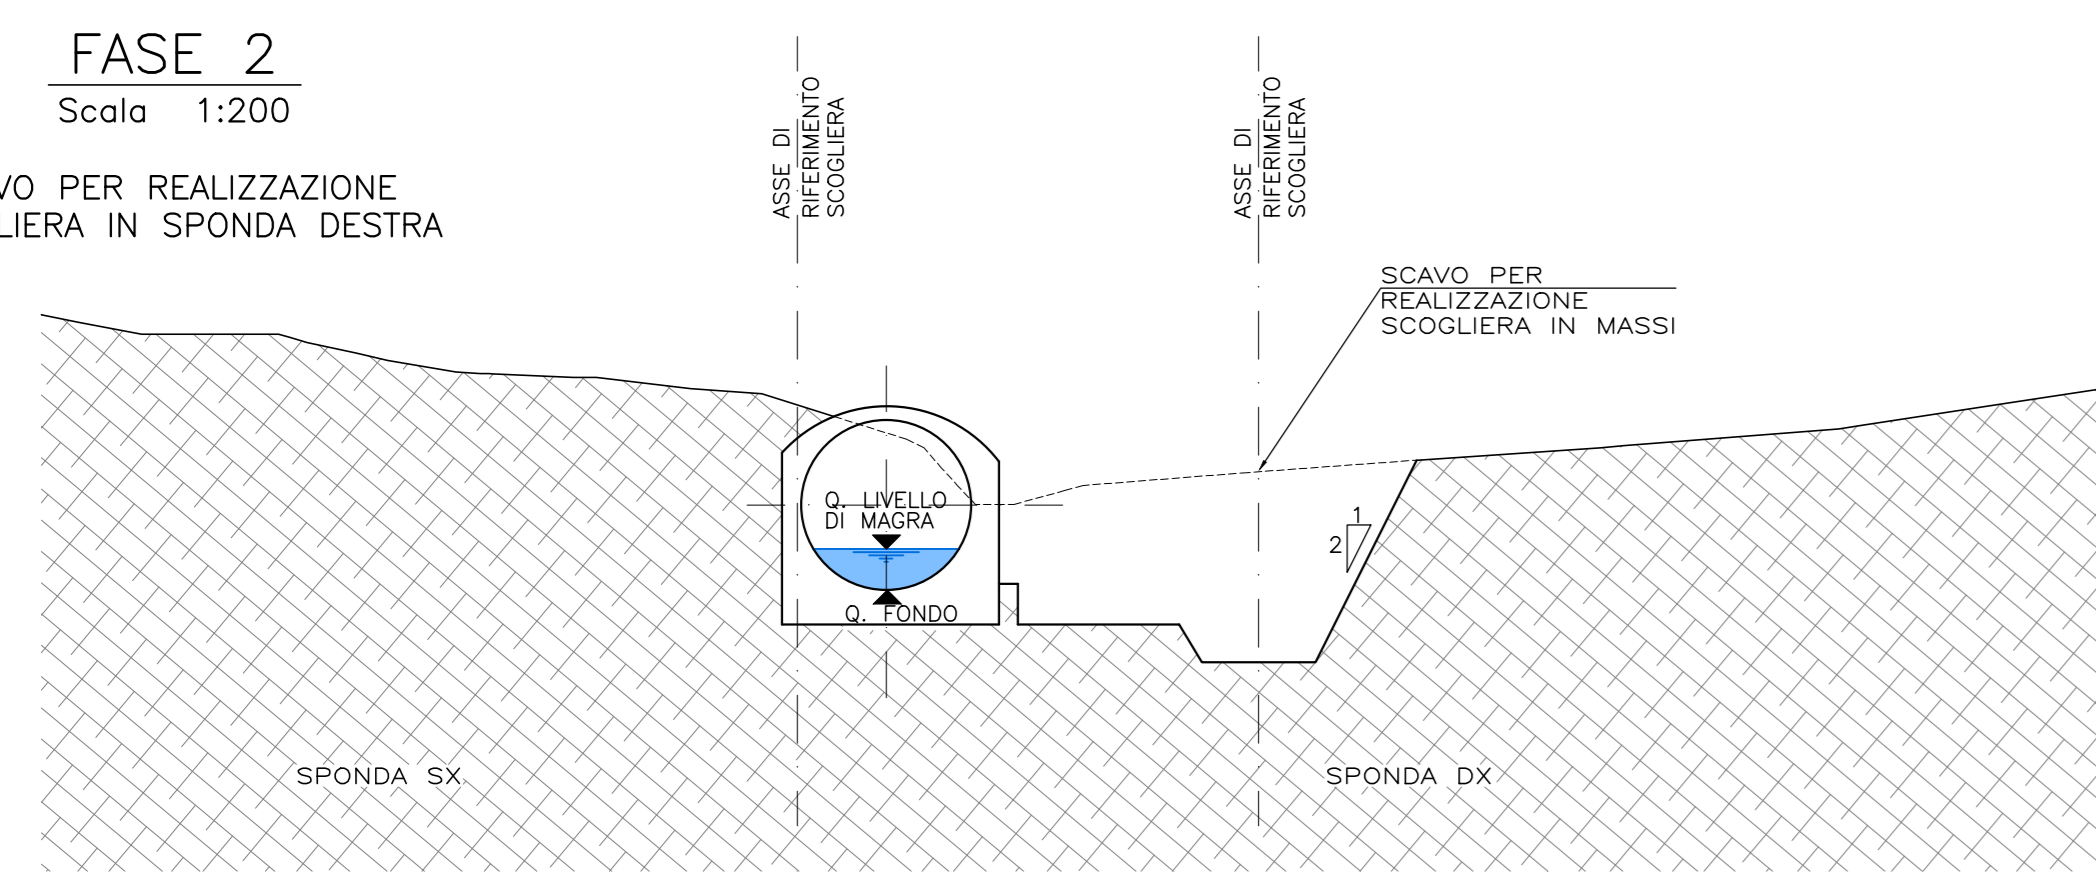 FASE 2
Scala 1:200
VO PER REALIZZAZIONE
LIERA IN SPONDA DESTRA
ASSE DI
RIFERIMENTO
SCOGLIERA
ASSE DI
RIFERIMENTO
SCOGLIERA
SCAVO PER
REALIZZAZIONE
SCOGLIERA IN MASSI
Q. LIVELLO
DI MAGRA
1
2
Q. FONDO
SPONDA SX
SPONDA DX